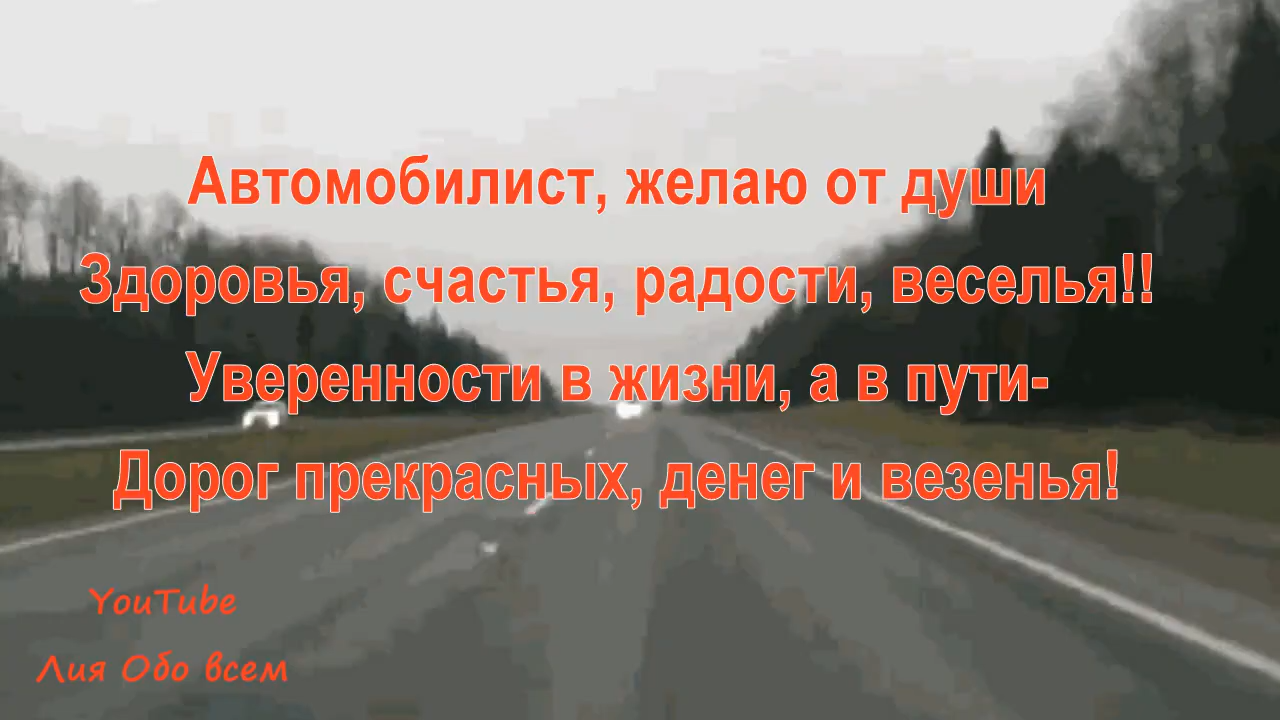 Автомобилист, желаю от души
Здоровья, счастья, радости, веселья!!
Уверенности в жизни, а в пути-
Дорог прекрасных, денег и везенья!
YouTube
Лия Обо всем